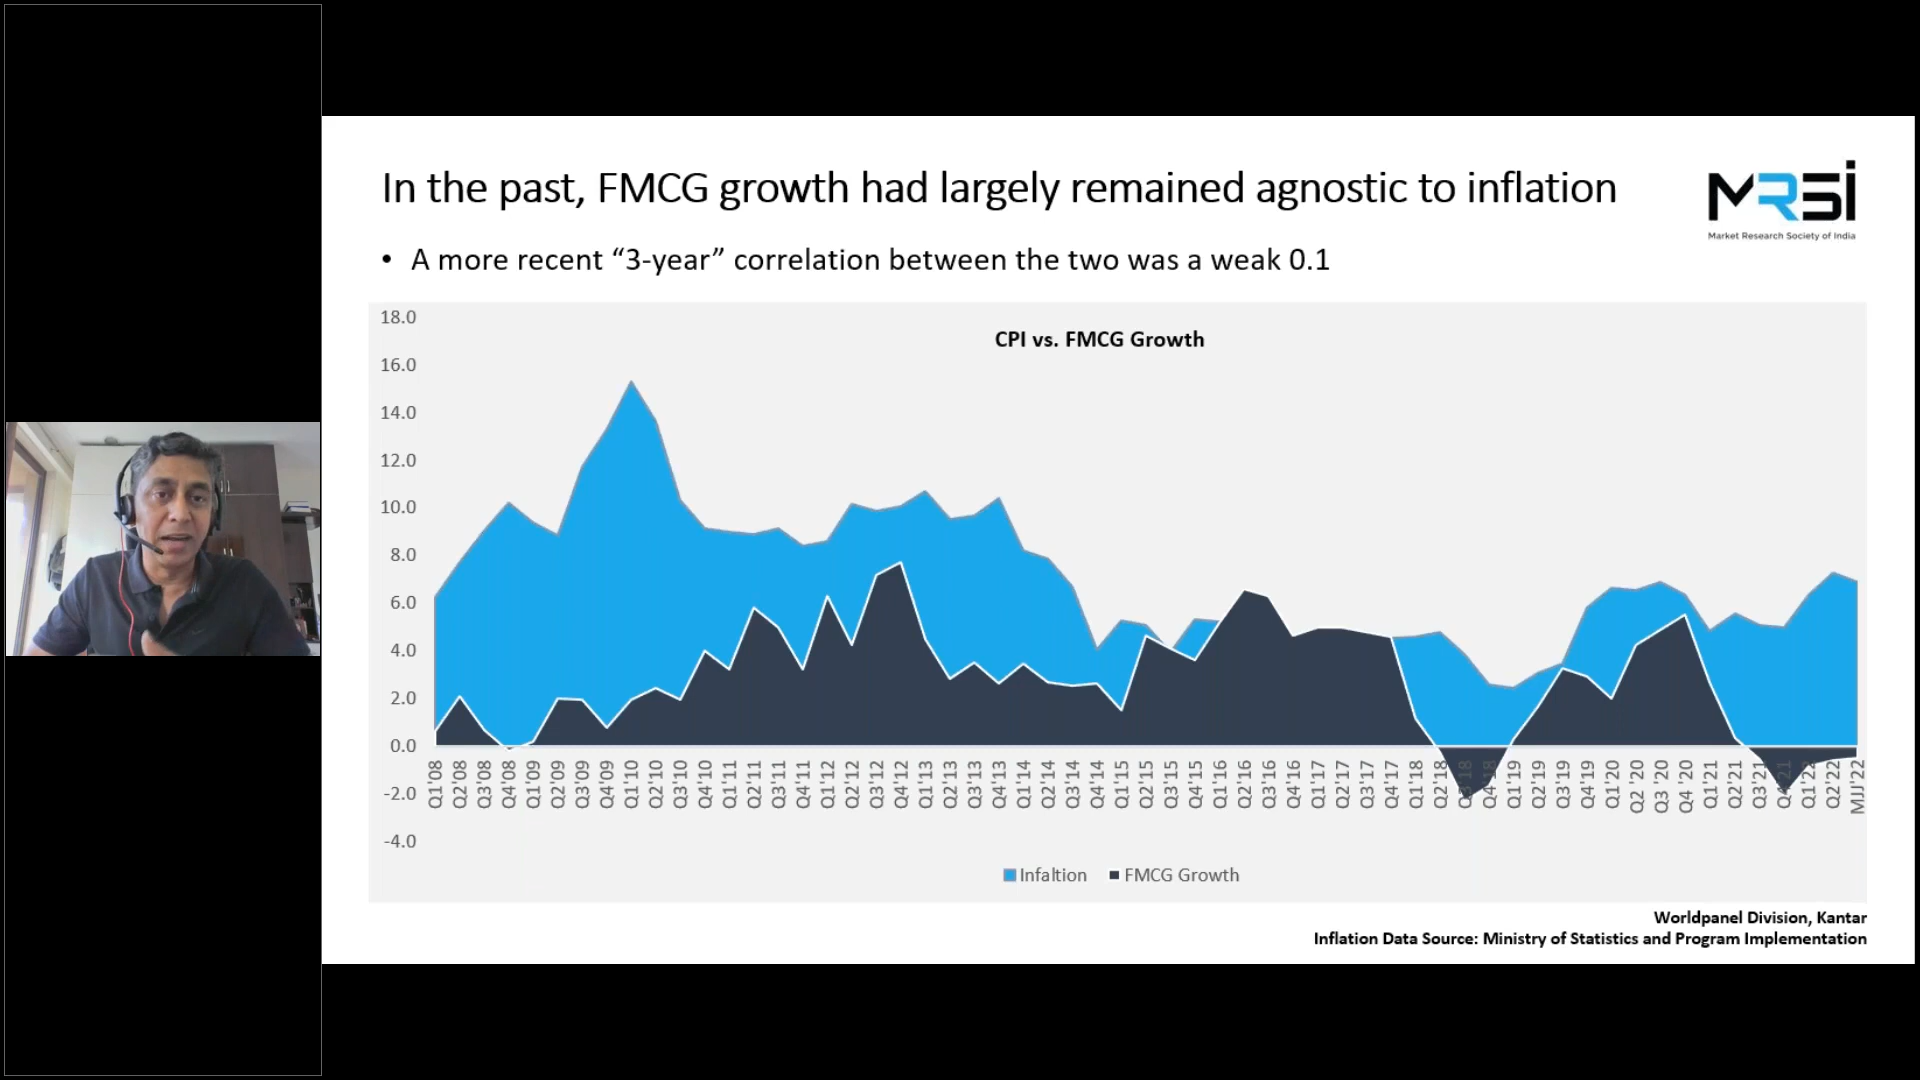 In the past, FMCG growth had largely remained agnostic to inflation
MRSI
Market Research Society of India
• A more recent “3-year” correlation between the two was a weak 0.1
CPI vs. FMCG Growth
18.0
16.0
14.0
12.0
10.0
8.0
6.0
4.0
2.0
0.0
-2.0
-4.0
Q1'08
Q2'08
Q3'08
Q4'08
Q1'09
Q2'09
Q3'09
Q4'09
Q1'10
Q2'10
Q3'10
Q4'10
Q1'11
Q2'11
Q3'11
Q4'11
Q1'12
Q2'12
Q3'12
Q4'12
Q1'13
Q2'13
Q3'13
Q4'13
Q1'14
Q2'14
Q3'14
Q4'14
Q1'15
Q2'15
Q3'15
Q4'15
Q1'16
Q2'16
Q3'16
Q4'16
Q1'17
Q2'17
Q3'17
Q4'17
Q1'18
Q2'18
Q3'18
Q4'18
Q1'19
Q2'19
Q3'19
Q4'19
Q1'20
Q2 '20
Q3 '20
Q4 '20
Q1'21
Q2'21
Q3'21
Q4'21
Q1'22
Q2'22
MJJ'22
Infaltion
FMCG Growth
Worldpanel Division, Kantar
Inflation Data Source: Ministry of Statistics and Program Implementation